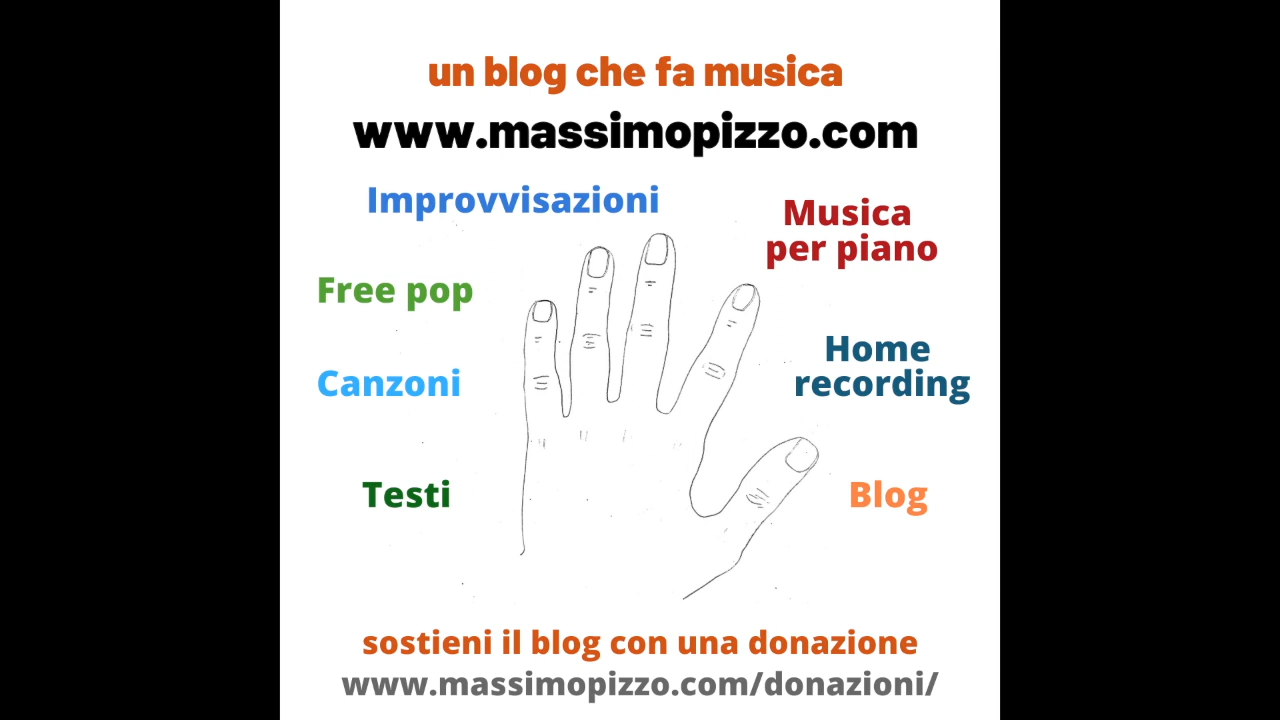 un blog che fa musica
www.massimopizzo.com
Improvvisazioni
Musica
per piano
Free pop
Home
recording
Canzoni
Testi
Blog
sostieni il blog con una donazione
www.massimopizzo.com/donazioni/